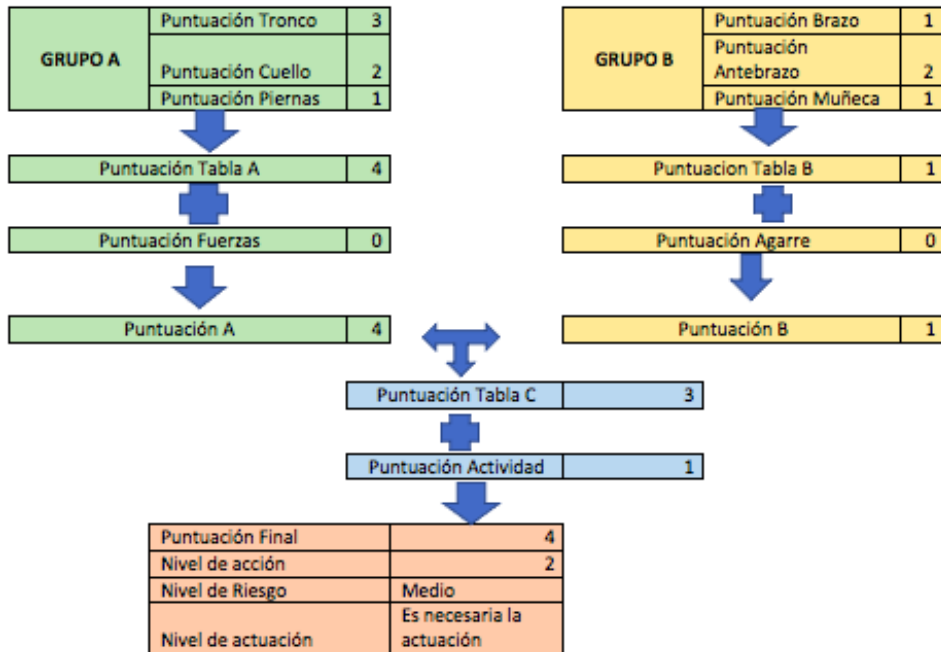 GRUPO A
Puntuación Tronco 3
Puntuación Cuello 2
Puntuación Piernas 1
GRUPO B
Puntuación Brazo 1
Puntuación
Antebrazo 2
Puntuación Muñeca 1
Puntuación Tabla A 4
Puntuacion Tabla B 1
Puntuación Fuerzas 0
Puntuación Agarre 0
Puntuación A 4
Puntuación B 1
Puntuación Tabla C 3
Puntuación Actividad 1
Puntuación Final 4
Nivel de acción 2
Nivel de Riesgo Medio
Nivel de actuación Es necesaria la
actuación